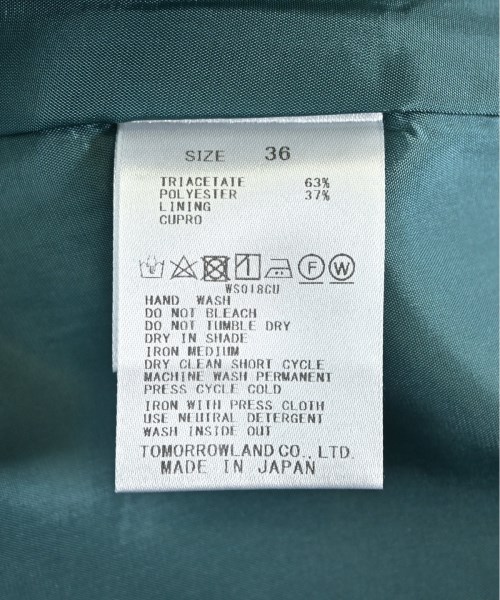 SIZE 36
TRIACETATE 63%
POLYESTER 37%
LINING
CUPRO
F W
WS018CU
HAND WASH
DO NOT BLEACH
DO NOT TUMBLE DRY
DRY IN SHADE
IRON MEDIUM
DRY CLEAN SHORT CYCLE
MACHINE WASH PERMANENT
PRESS CYCLE COLD
IRON WITH PRESS CLOTH
USE NEUTRAL DETERGENT
WASH INSIDE OUT
TOMORROWLAND CO., LTD.
MADE IN JAPAN